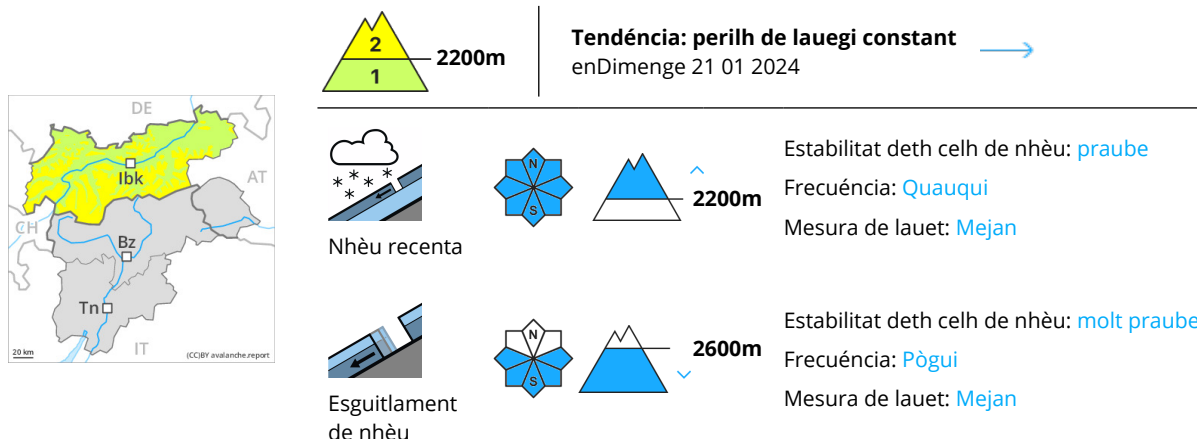 2
1
2200m
Tendéncia: perilh de lauegi constant
enDimenge 21 01 2024
DE
Ibk
AT
CH
Bz
Tn
IT
20 km
(CC)BY avalanche.report
Nhèu recenta
N
S
2200m
Estabilitat deth celh de nhèu: praube
Frecuéncia: Quauqui
Mesura de lauet: Mejan
Esguitlament
de nhèu
N
S
2600m
Estabilitat deth celh de nhèu: molt praube
Frecuéncia: Pògui
Mesura de lauet: Mejan